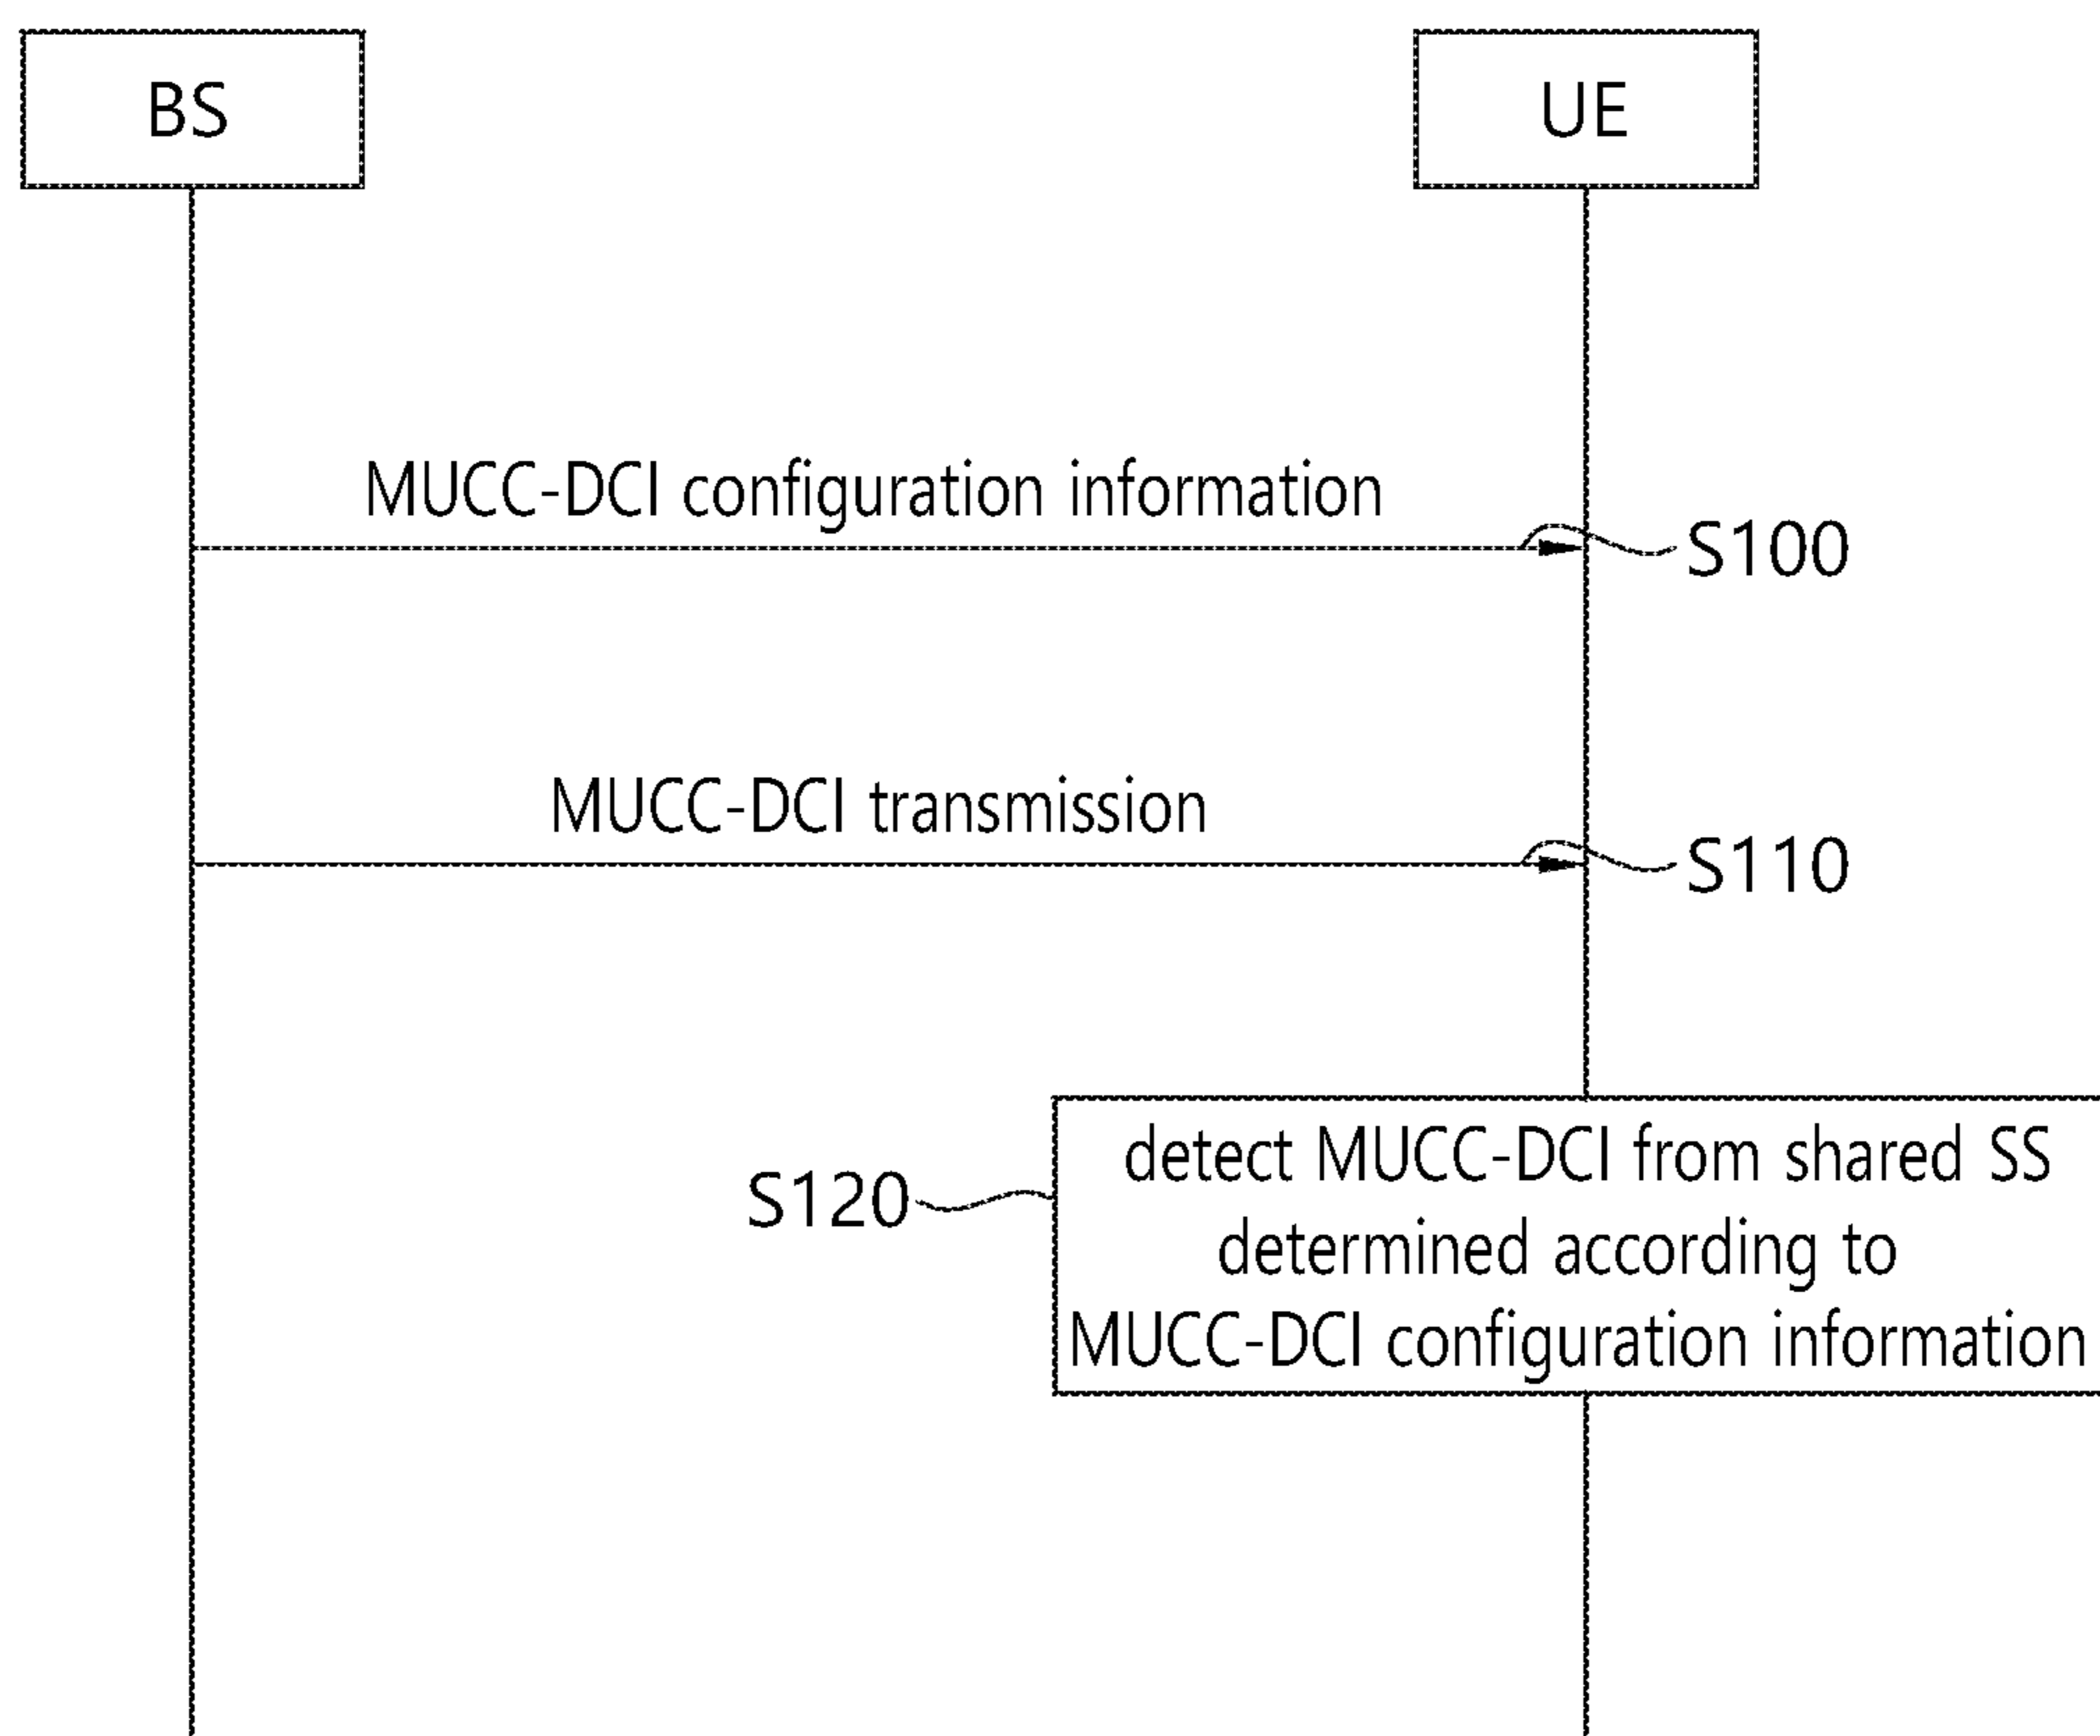 BS
UE
MUCC-DCI configuration information
S100
MUCC-DCI transmission
S110
S120
detect MUCC-DCI from shared SS
determined according to
MUCC-DCI configuration information